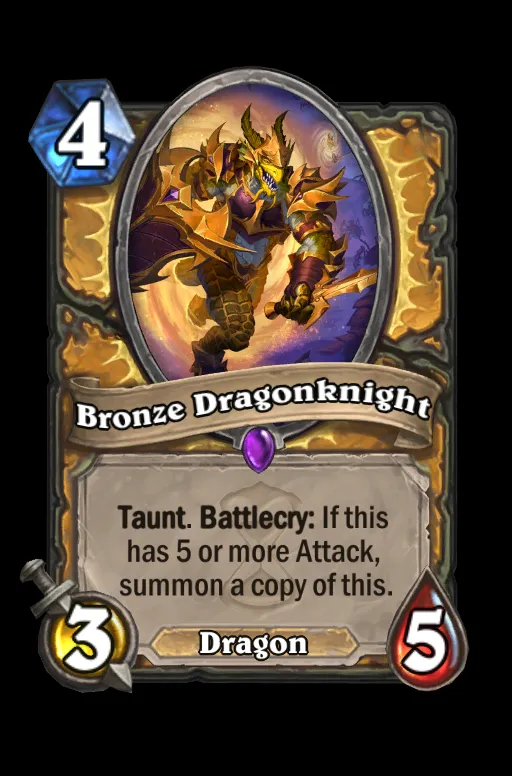 4
Bronze Dragonknight
Taunt. Battlecry: If this
has 5 or more Attack,
summon a copy of this.
3
Dragon
5